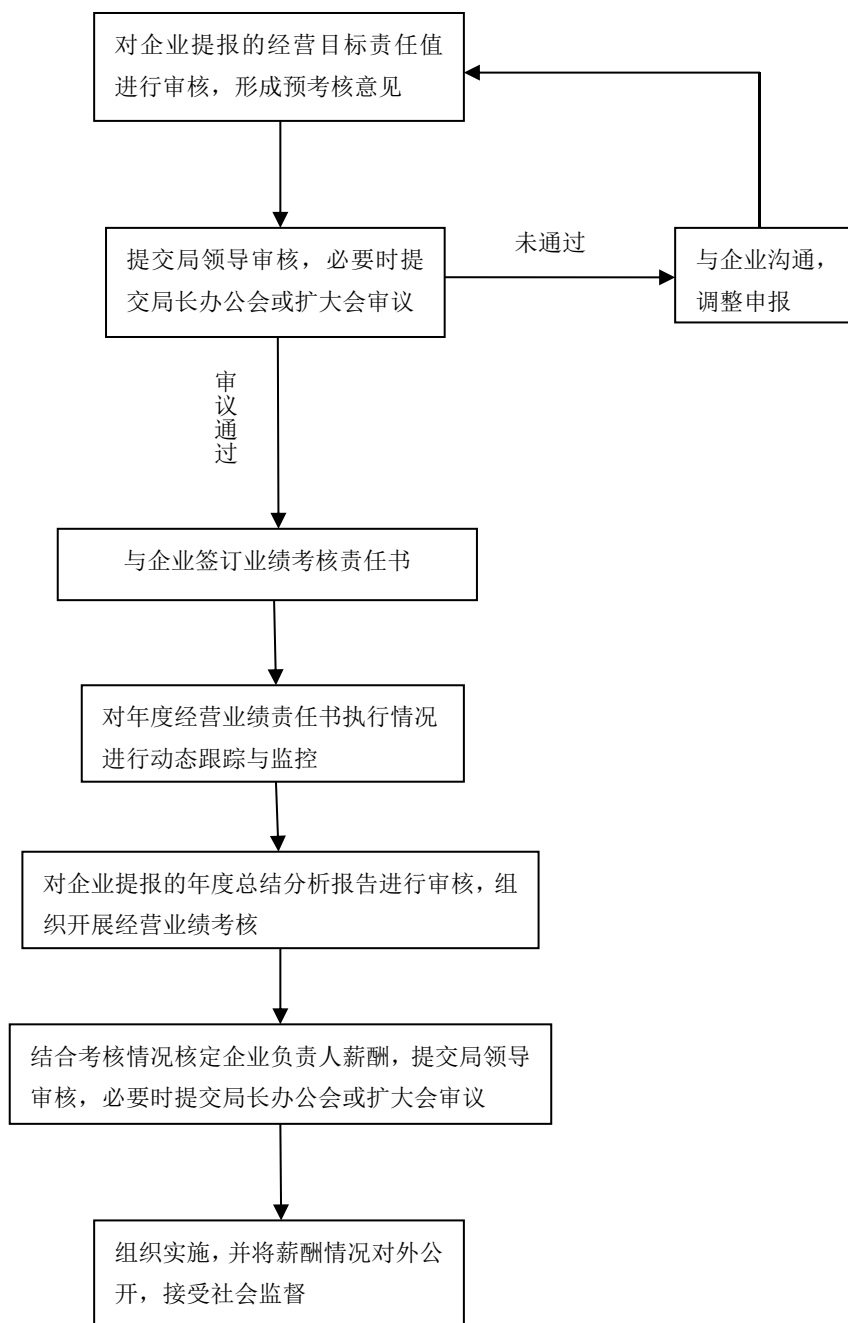 对企业提报的经营目标责任值
进行审核，形成预考核意见
提交局领导审核，必要时提
交局长办公会或扩大会审议
未通过
与企业沟通，
调整申报
审议通过
与企业签订业绩考核责任书
对年度经营业绩责任书执行情况
进行动态跟踪与监控
对企业提报的年度总结分析报告进行审核，组
织开展经营业绩考核
结合考核情况核定企业负责人薪酬，提交局领导
审核，必要时提交局长办公会或扩大会审议
组织实施，并将薪酬情况对外公
开，接受社会监督